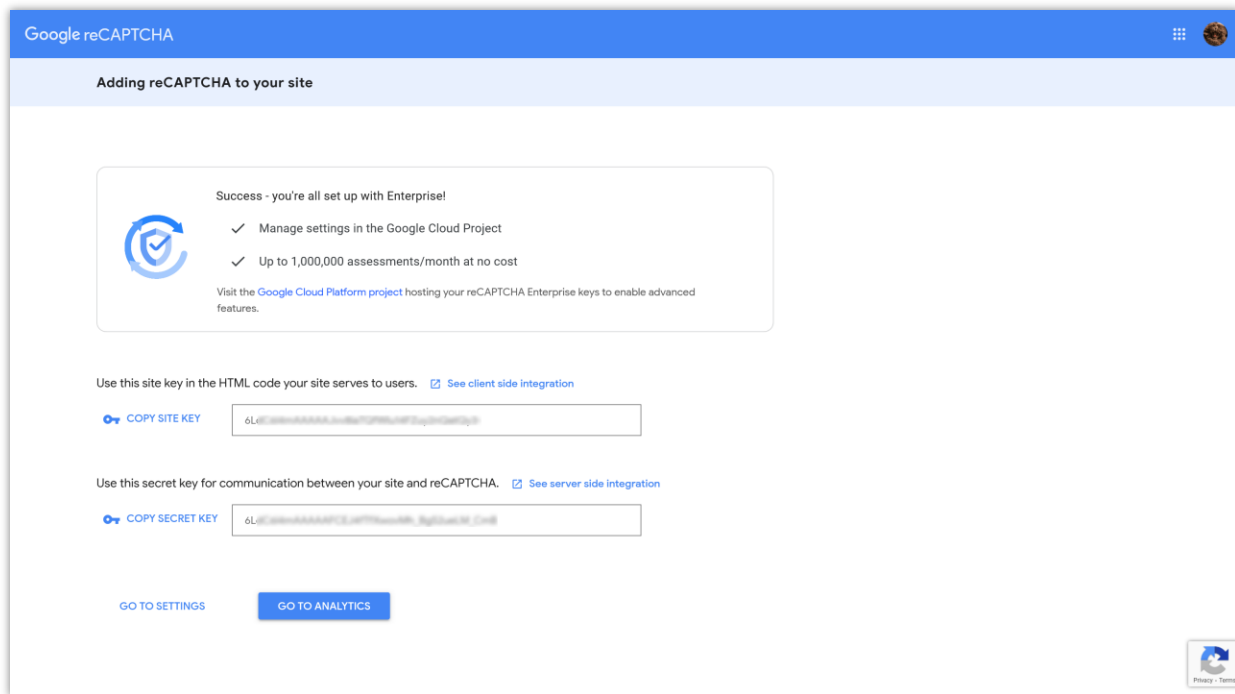 Google reCAPTCHA
Adding reCAPTCHA to your site
Success - you're all set up with Enterprise!
Manage settings in the Google Cloud Project
Up to 1,000,000 assessments/month at no cost
Visit the Google Cloud Platform project hosting your reCAPTCHA Enterprise keys to enable advanced
features.
Use this site key in the HTML code your site serves to users. See client side integration
COPY SITE KEY
Use this secret key for communication between your site and reCAPTCHA. See server side integration
COPY SECRET KEY
GO TO SETTINGS GO TO ANALYTICS
Privacy - Terms